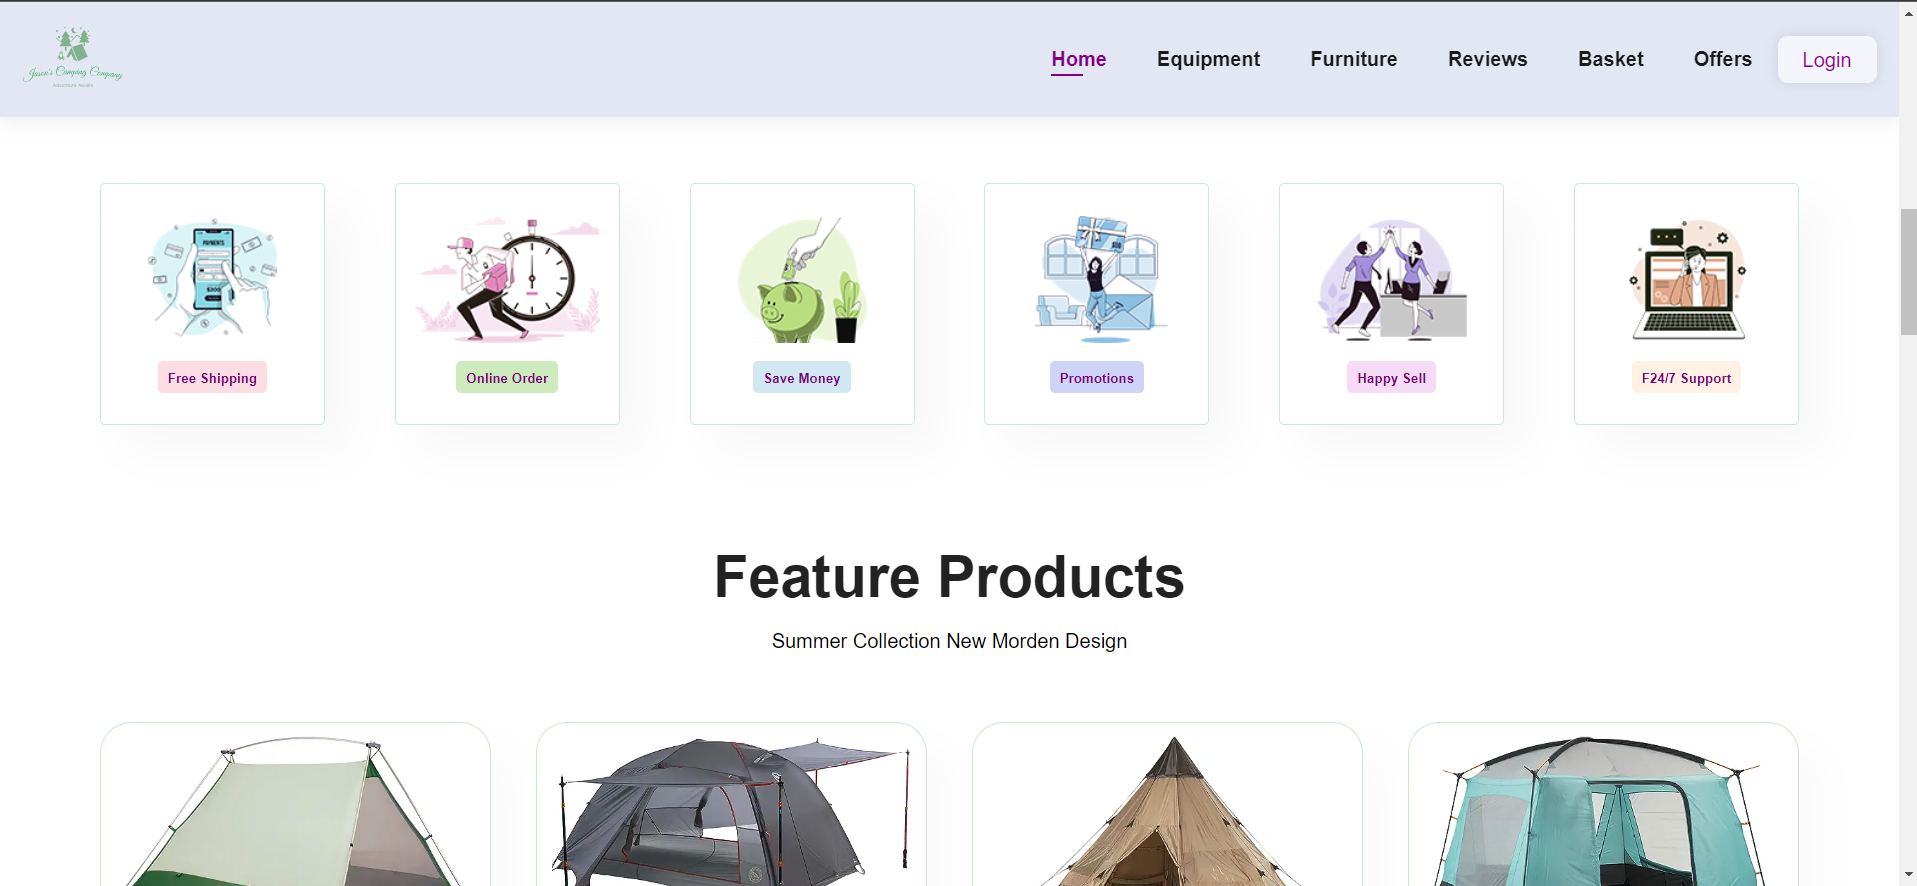 Jason's Camping Company
Home
Equipment
Furniture
Reviews
Basket
Offers
Login
PAYMENTS
Free Shipping
Online Order
Save Money
Promotions
Happy Sell
F24/7 Support
Feature Products
Summer Collection New Morden Design